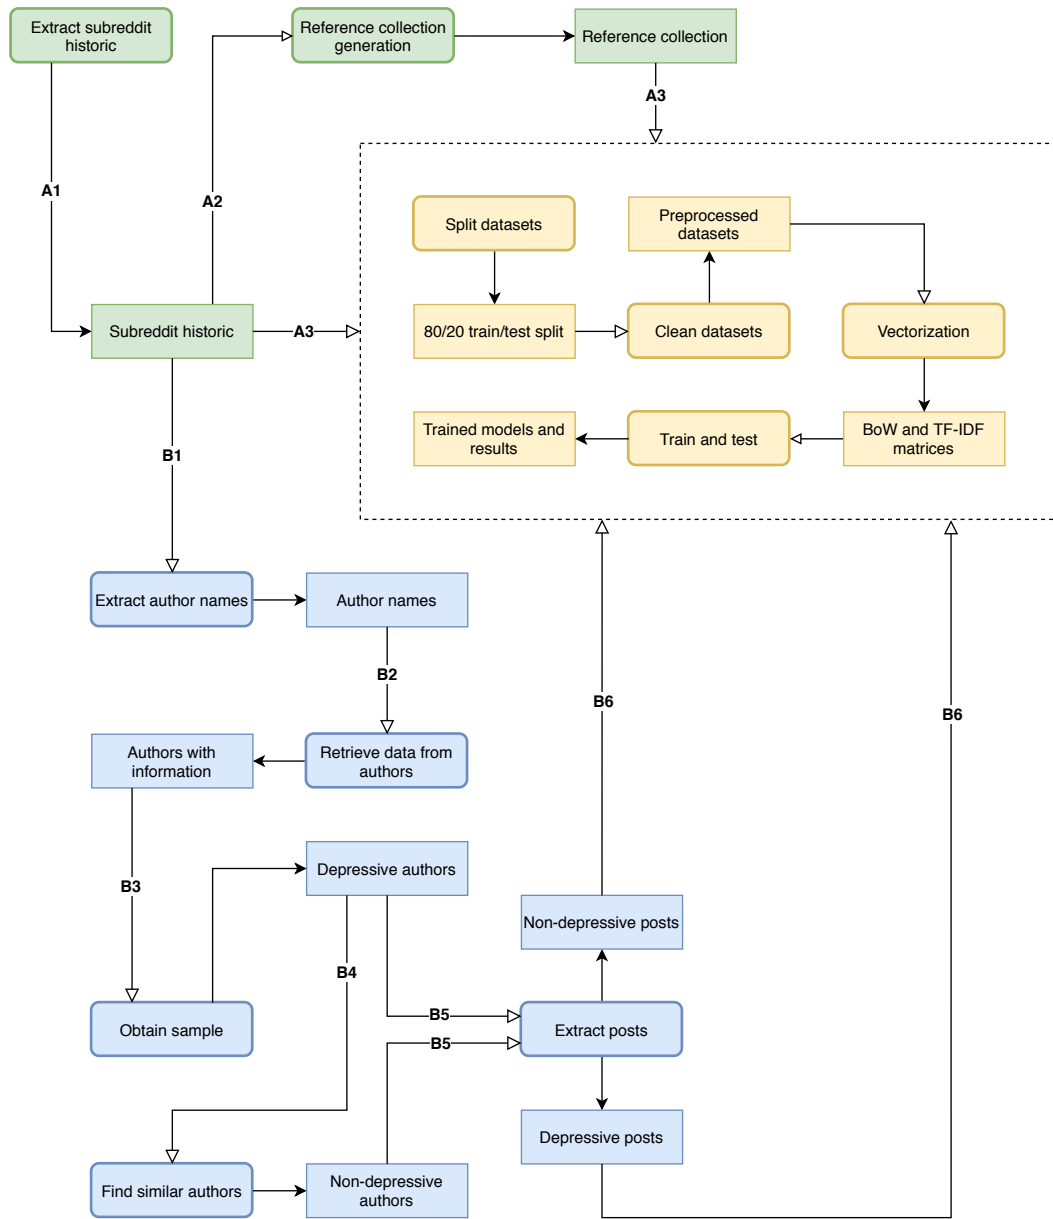 Extract subreddit
historic
Reference collection
generation
Reference collection
A3
A1
A2
Split datasets
Preprocessed
datasets
Subreddit historic
A3
80/20 train/test split
Clean datasets
Vectorization
Trained models and
results
Train and test
BoW and TF-IDF
matrices
B1
Extract author names
Author names
B2
B6
B6
Authors with
information
Retrieve data from
authors
B3
Depressive authors
Non-depressive posts
B4
B5
Obtain sample
Extract posts
B5
Depressive posts
Find similar authors
Non-depressive
authors